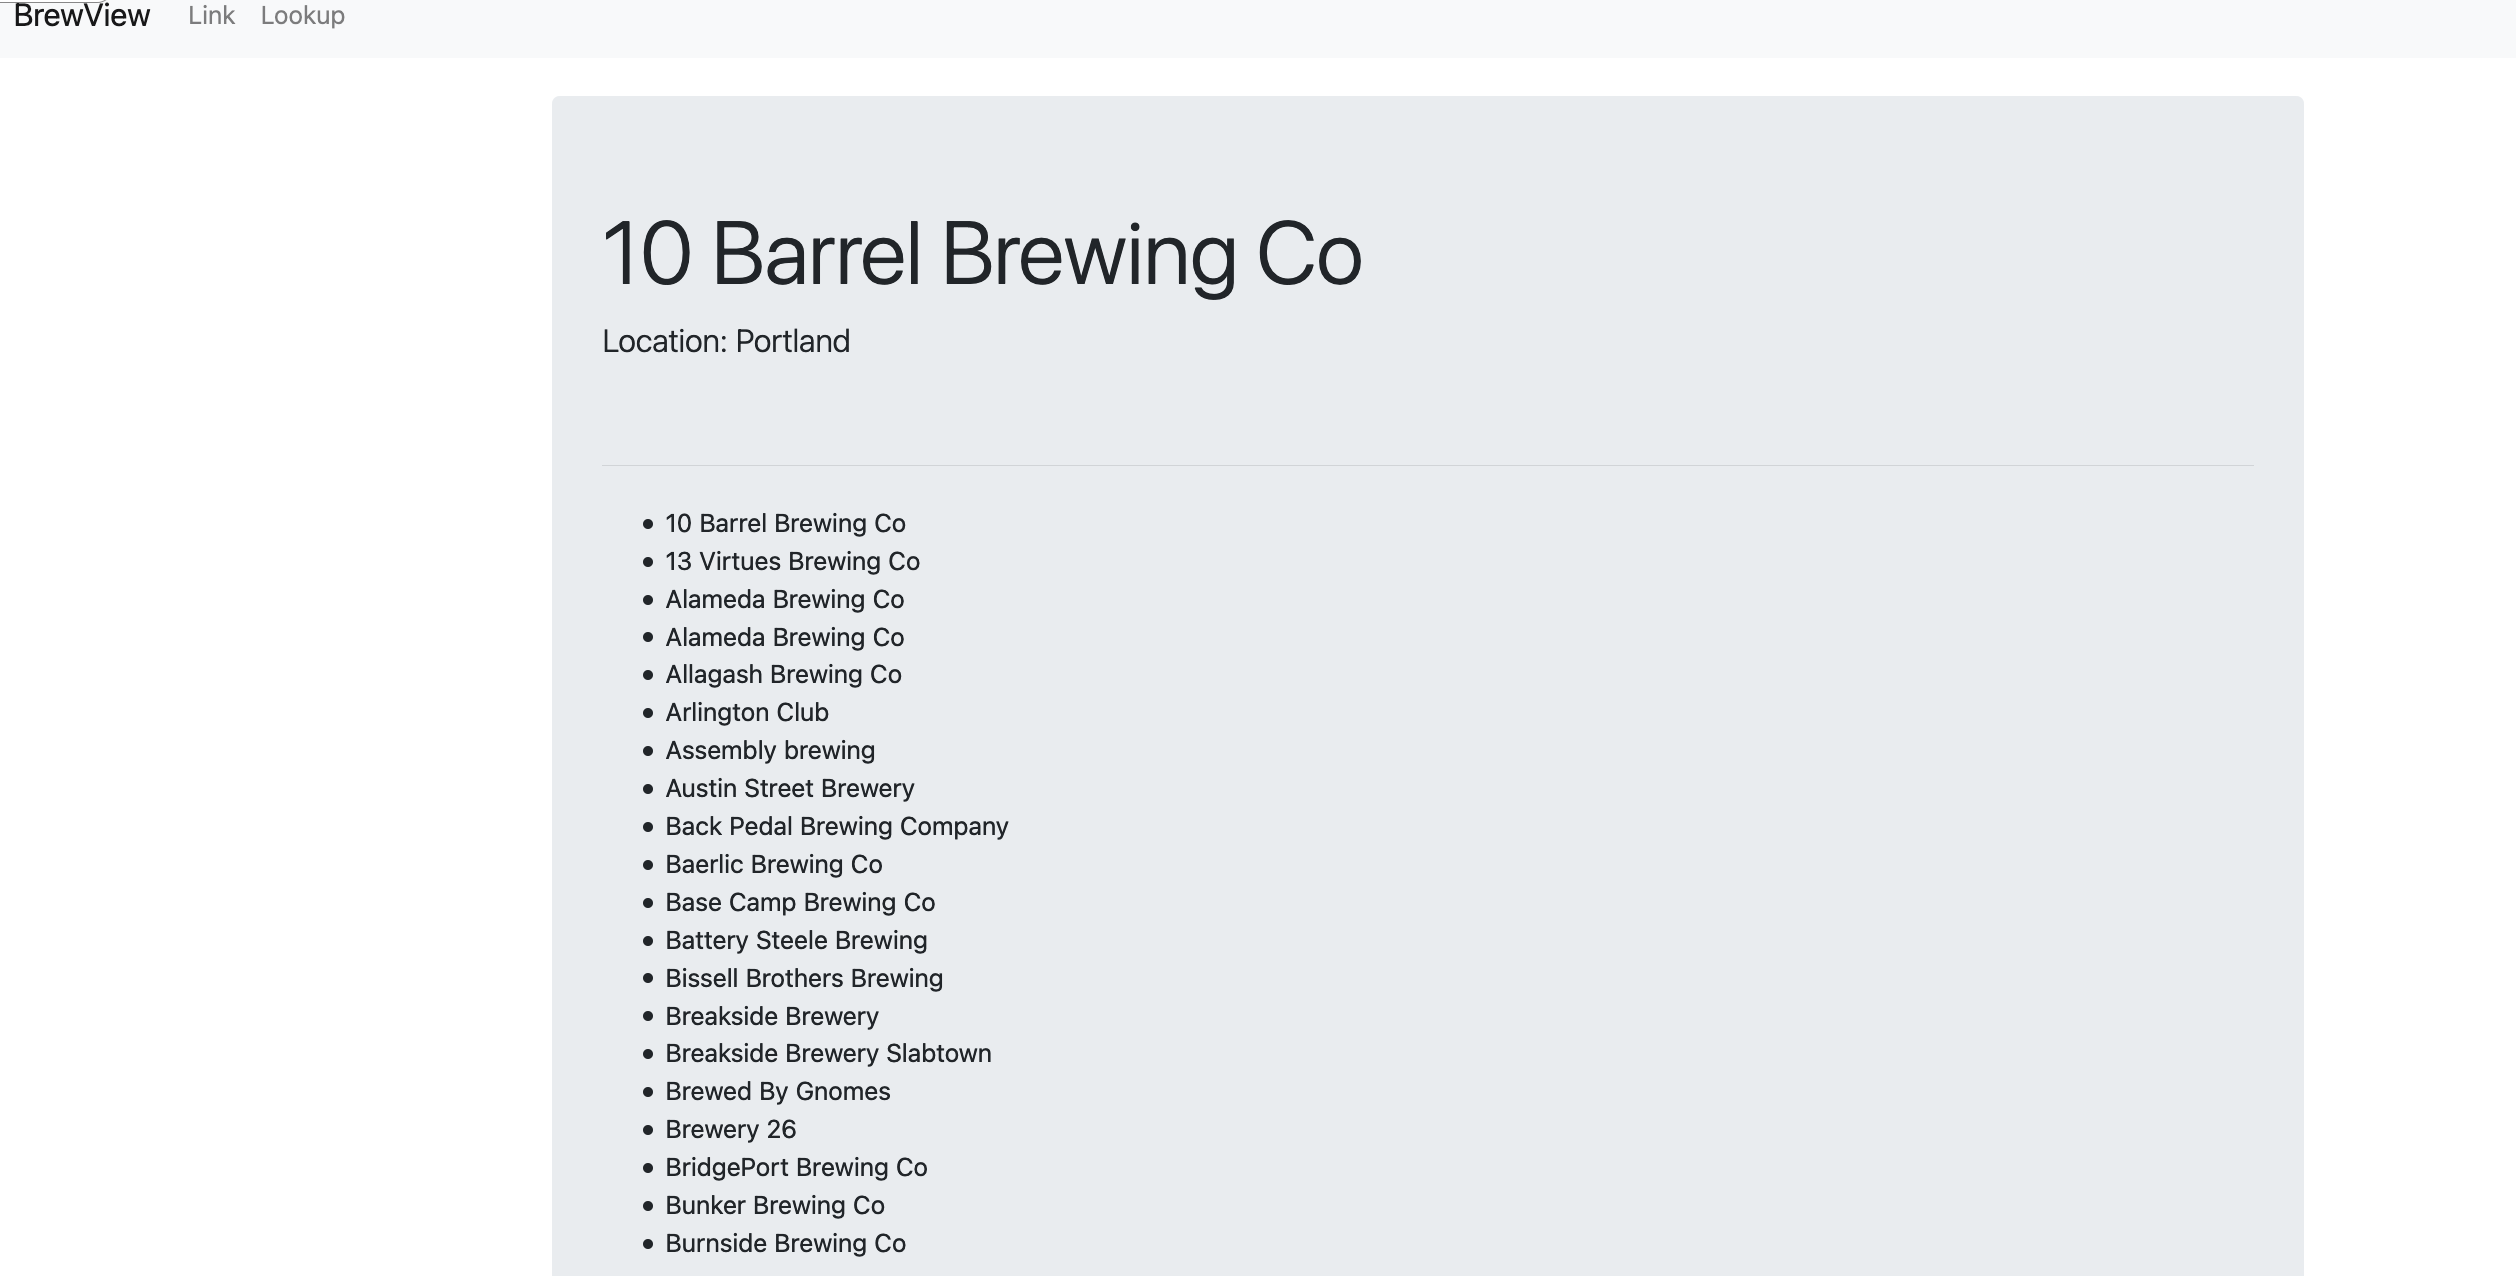 BrewView Link Lookup
10 Barrel Brewing Co
Location: Portland
10 Barrel Brewing Co
13 Virtues Brewing Co
Alameda Brewing Co
Alameda Brewing Co
Allagash Brewing Co
Arlington Club
Assembly brewing
Austin Street Brewery
Back Pedal Brewing Company
Baerlic Brewing Co
Base Camp Brewing Co
Battery Steele Brewing
Bissell Brothers Brewing
Breakside Brewery
Breakside Brewery Slabtown
Brewed By Gnomes
Brewery 26
BridgePort Brewing Co
Bunker Brewing Co
Burnside Brewing Co